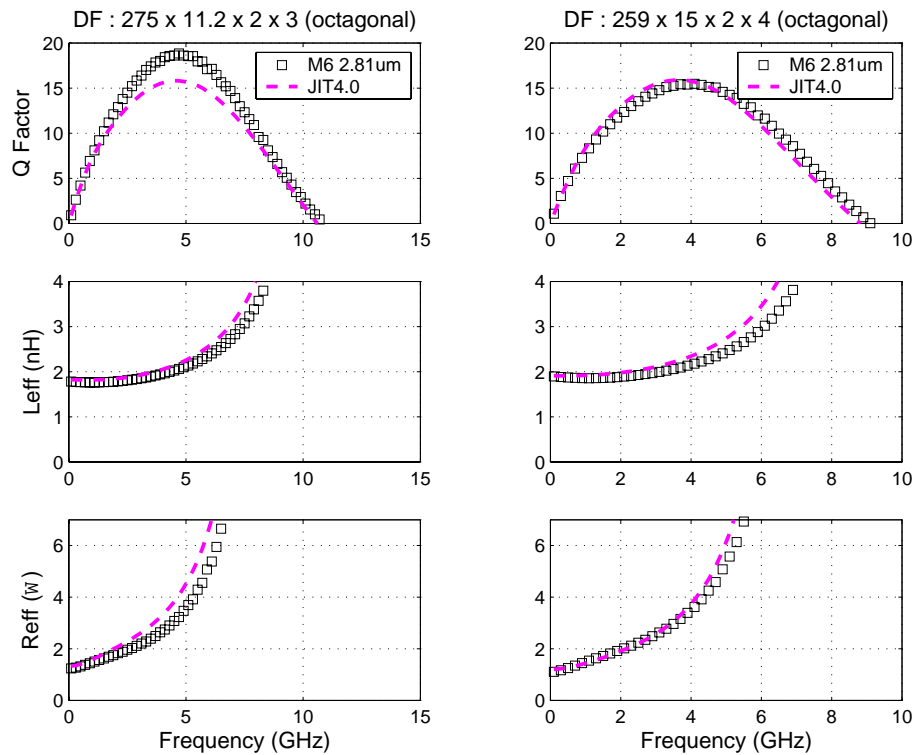 DF : 275 x 11.2 x 2 x 3 (octagonal)
20
15
10
5
0
Q Factor
M6 2.81um
JIT4.0
0 5 10 15
DF : 259 x 15 x 2 x 4 (octagonal)
20
15
10
5
0
M6 2.81um
JIT4.0
0 2 4 6 8 10
4
3
2
1
0
Leff (nH)
0 5 10 15
4
3
2
1
0
0 2 4 6 8 10
6
4
2
0
Reff (w)
0 5 10 15
Frequency (GHz)
6
4
2
0
0 2 4 6 8 10
Frequency (GHz)